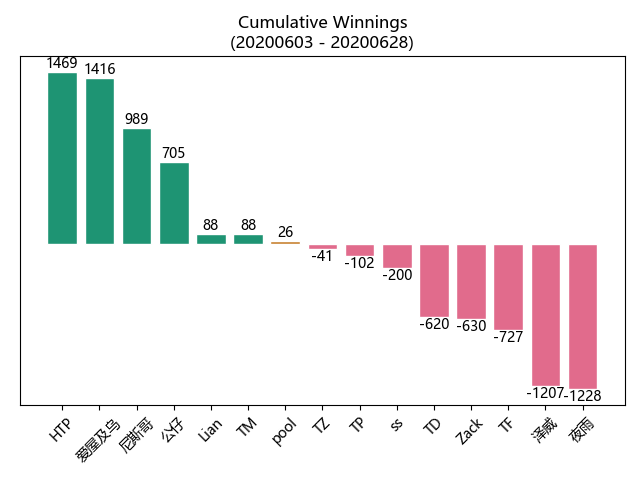 Cumulative Winnings
(20200603 - 20200628)
1469
1416
989
705
88
88
26
-41
-102
-200
-620
-630
-727
-1207
-1228
HTP
爱屋及乌
尼斯哥
公仔
Lian
TM
pool
TZ
TP
ss
TD
Zack
TF
泽威
夜雨